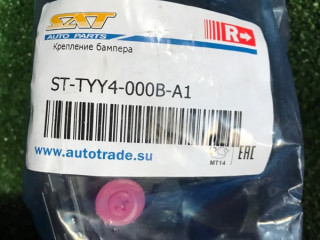 SAT
AUTO PARTS
R
Крепление бампера
ST-TYY4-000B-A1
www.autotrade.su
MT14
EAC